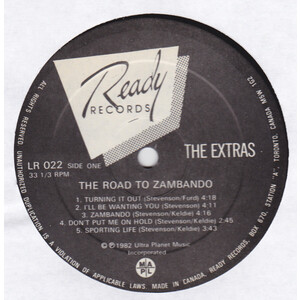 Ready
RECORDS
LR 022 SIDE ONE
33 1/3 RPM
THE EXTRAS
THE ROAD TO ZAMBANDO
1. TURNING IT OUT (Stevenson/Ford) 4:18
2. I'LL BE WANTING YOU (Stevenson) 4:11
3. ZAMBANDO (Stevenson/Keldie) 4:04
4. DON'T PUT ME ON HOLD (Stevenson/Keldie) 2:45
5. SPORTING LIFE (Stevenson/Keldie) 5:43
©℗1982 Ultra Planet Music
Incorporated
MAPL
ALL RIGHTS RESERVED UNAUTHORIZED DUPLICATION IS A VIOLATION OF APPLICABLE LAWS. MADE IN CANADA, READY RECORDS, BOX 670, STATION "A", TORONTO, CANADA M5W 1G2